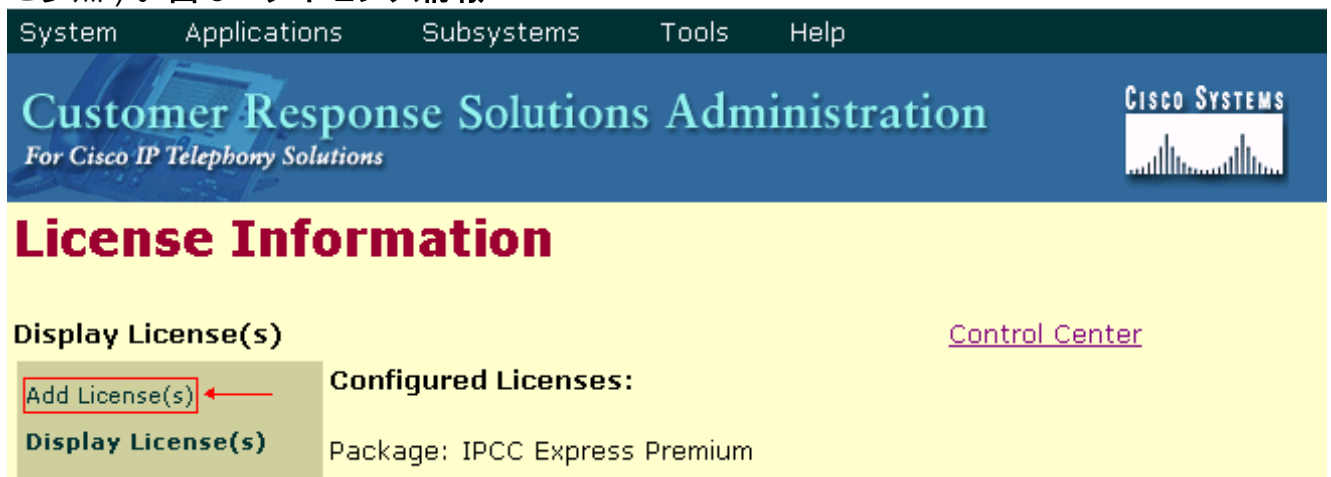 System Applications Subsystems Tools Help
Customer Response Solutions Administration
For Cisco IP Telephony Solutions
CISCO SYSTEMS
License Information
Display License(s)
Control Center
Add License(s)
Configured Licenses:
Display License(s)
Package: IPCC Express Premium